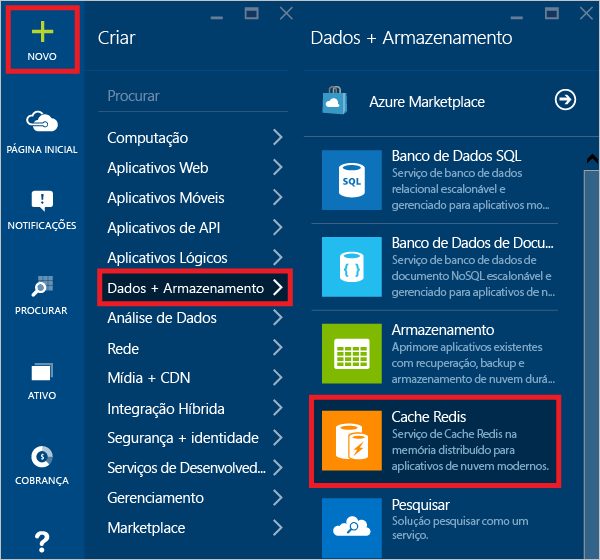 NOVO
PÁGINA INICIAL
NOTIFICAÇÕES
PROCURAR
ATIVO
COBRANÇA
?
Criar
Procurar
Computação
Aplicativos Web
Aplicativos Móveis
Aplicativos de API
Aplicativos Lógicos
Dados + Armazenamento
Análise de Dados
Rede
Mídia + CDN
Integração Híbrida
Segurança + identidade
Serviços de Desenvolved...
Gerenciamento
Marketplace
Dados + Armazenamento
Azure Marketplace
SQL
Banco de Dados SQL
Serviço de banco de dados
relacional escalonável e
gerenciado para aplicativos mo...
{ }
Banco de Dados de Docu...
Serviço de banco de dados de
documento NoSQL escalonável e
gerenciado para aplicativos de n...
Armazenamento
Aprimore aplicativos existentes
com recuperação, backup e
armazenamento de nuvem durá...
Cache Redis
Serviço de Cache Redis na
memória distribuído para
aplicativos de nuvem modernos.
Pesquisar
Solução pesquisar como um
serviço.